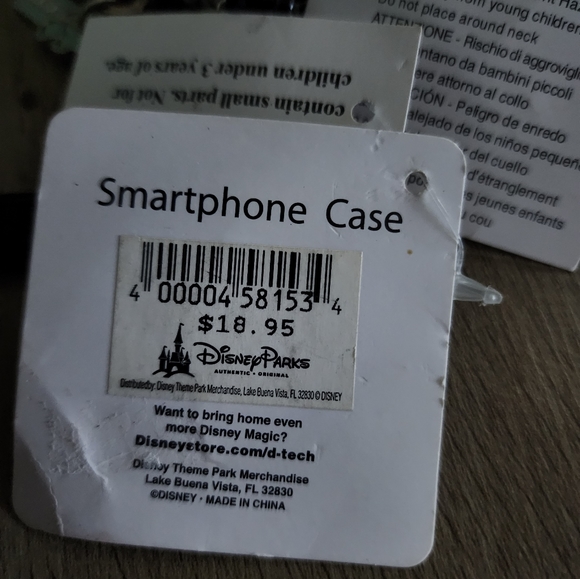 contain small parts. Not for
children under 3 years of age.
Do not place around neck
ATTENZIONE - Rischio di aggrovigl
ntano da bambini piccoli
ere attorno al collo
CIÓN - Peligro de enredo
alejado de los niños pequeñ
del cuello
d'étranglement
s jeunes enfants
cou
Smartphone Case
4 00004 58153 4
$18.95
Disney Parks
AUTHENTIC • ORIGINAL
Distributed by: Disney Theme Park Merchandise, Lake Buena Vista, FL 32830 © DISNEY
Want to bring home even
more Disney Magic?
Disneystore.com/d-tech
Disney Theme Park Merchandise
Lake Buena Vista, FL 32830
©DISNEY • MADE IN CHINA